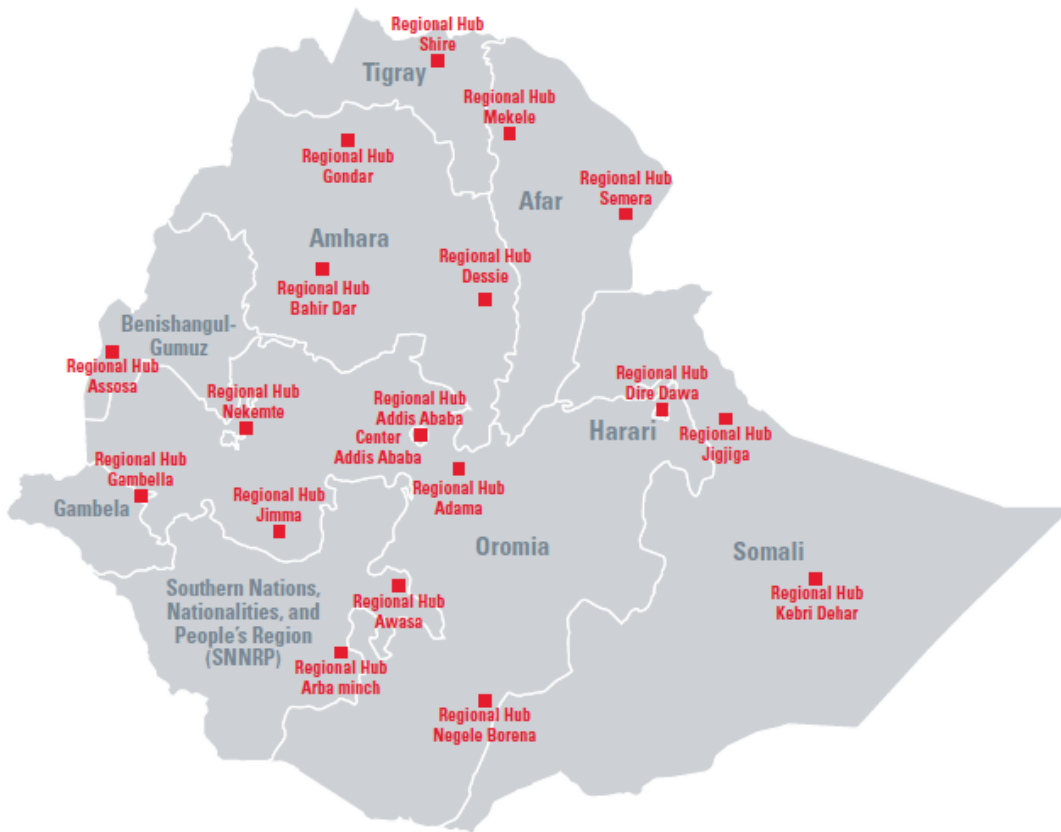 Regional Hub
Shire
Tigray
Regional Hub
Mekele
Regional Hub
Gondar
Afar
Regional Hub
Semera
Amhara
Regional Hub
Dessie
Regional Hub
Bahir Dar
Benishangul-
Gumuz
Regional Hub
Assosa
Regional Hub
Nekemte
Regional Hub
Addis Ababa
Center
Addis Ababa
Regional Hub
Dire Dawa
Harari
Regional Hub
Jigjiga
Regional Hub
Gambella
Gambela
Regional Hub
Jimma
Regional Hub
Adama
Oromia
Somali
Regional Hub
Kebri Dehar
Southern Nations,
Nationalities, and
People's Region
(SNNRP)
Regional Hub
Awasa
Regional Hub
Arba minch
Regional Hub
Negele Borena